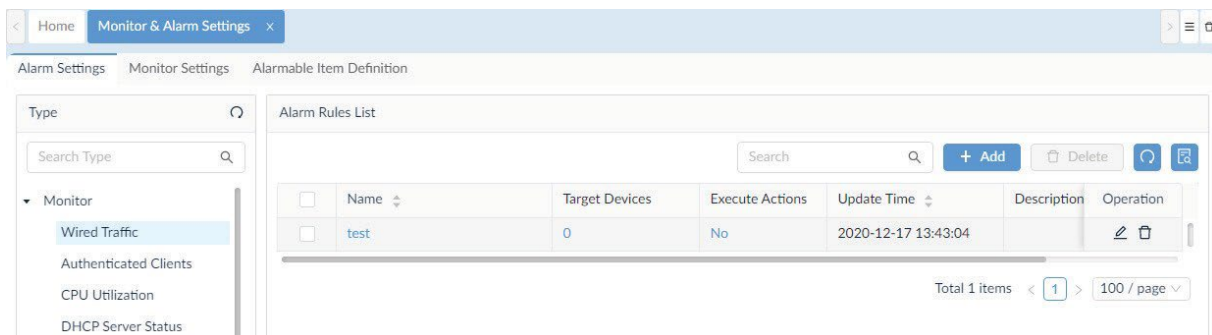 Home Monitor & Alarm Settings x
Alarm Settings Monitor Settings Alarmable Item Definition
Type
Search Type
Monitor
Wired Traffic
Authenticated Clients
CPU Utilization
DHCP Server Status
Alarm Rules List
Search + Add Delete
Name Target Devices Execute Actions Update Time Description Operation
test 0 No 2020-12-17 13:43:04
Total 1 items < 1 > 100 / page